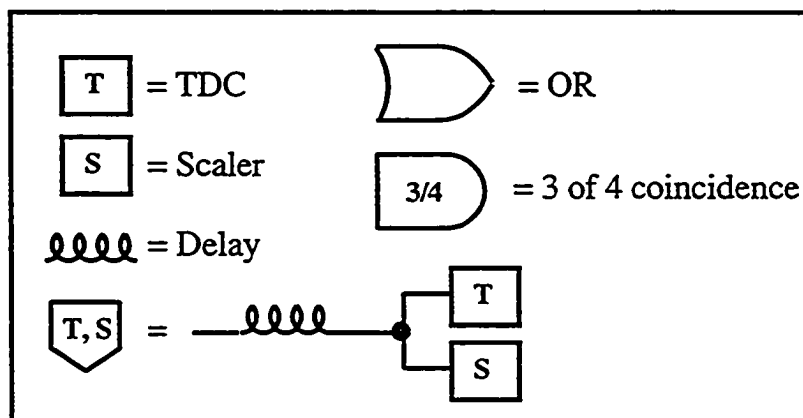 T = TDC
= OR
S = Scaler
3/4 = 3 of 4 coincidence
= Delay
T, S =
T
S